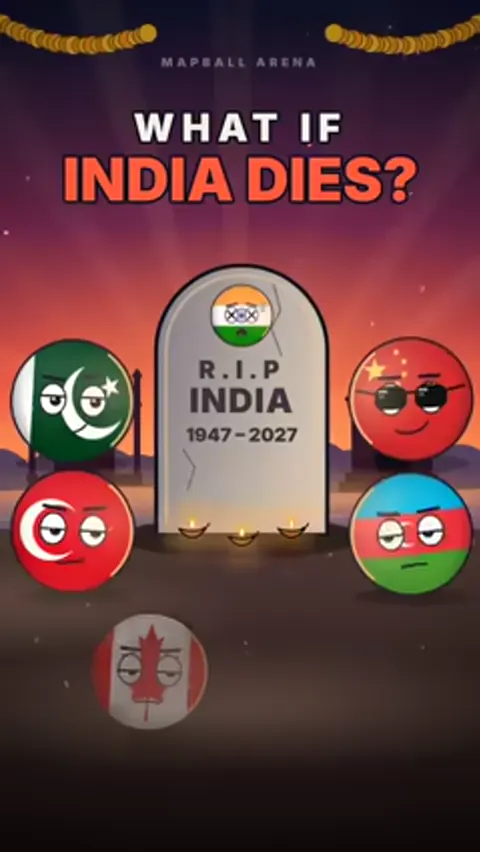 MAPBALL ARENA
WHAT IF
INDIA DIES?
R.I.P
INDIA
1947–2027